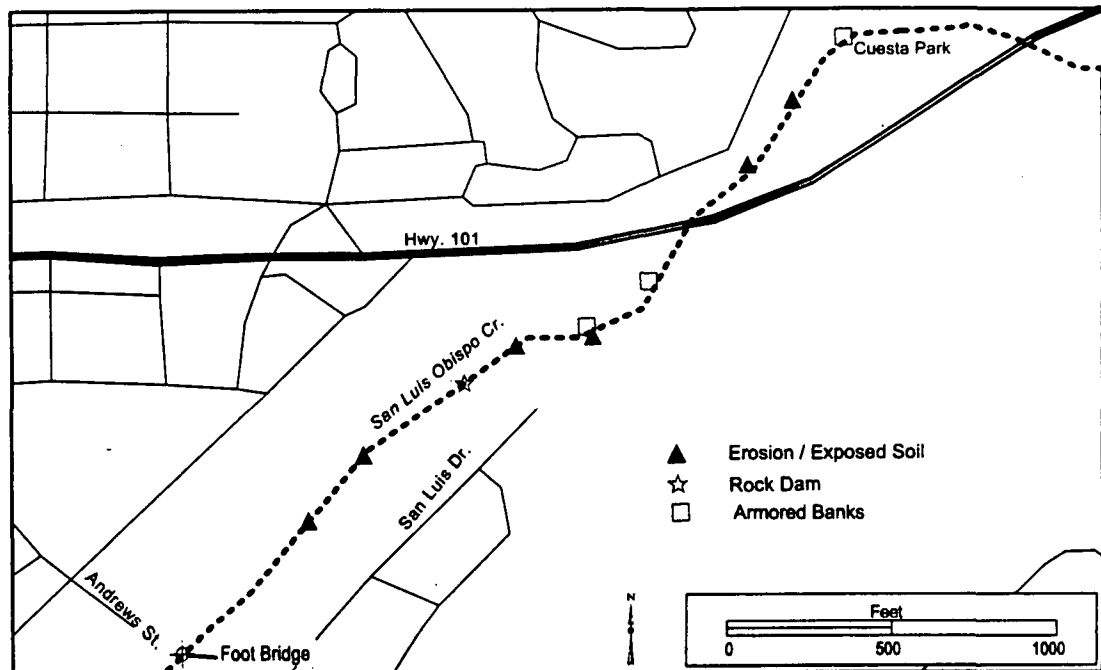 Cuesta Park
Hwy. 101
San Luis Obispo Cr.
San Luis Dr.
Erosion / Exposed Soil
Rock Dam
Armored Banks
Andrews St.
Foot Bridge
N
Feet
0 500 1000